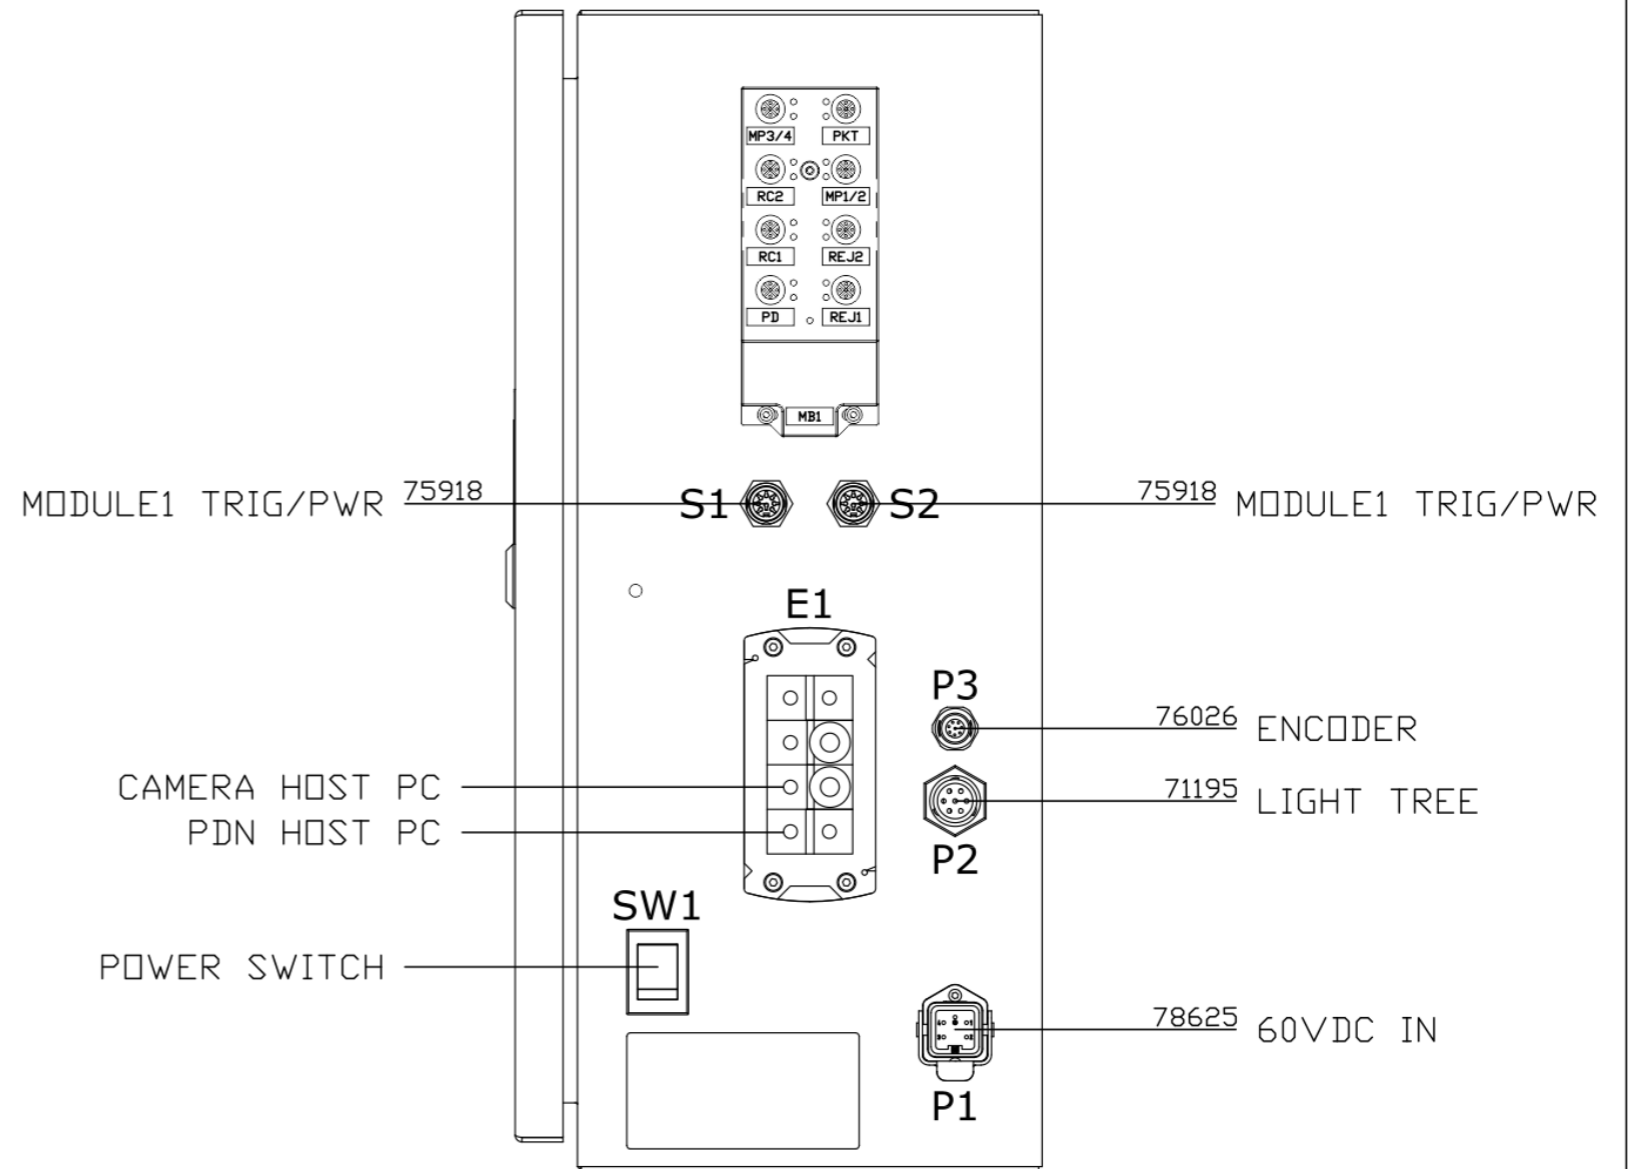 MP3/4 PKT
RC2 MP1/2
RC1 REJ2
PD REJ1
MB1
MODULE1 TRIG/PWR 75918 S1 S2 75918 MODULE1 TRIG/PWR
E1
P3
76026 ENCODER
CAMERA HOST PC
71195 LIGHT TREE
PDN HOST PC
P2
SW1
POWER SWITCH
78625 60VDC IN
P1